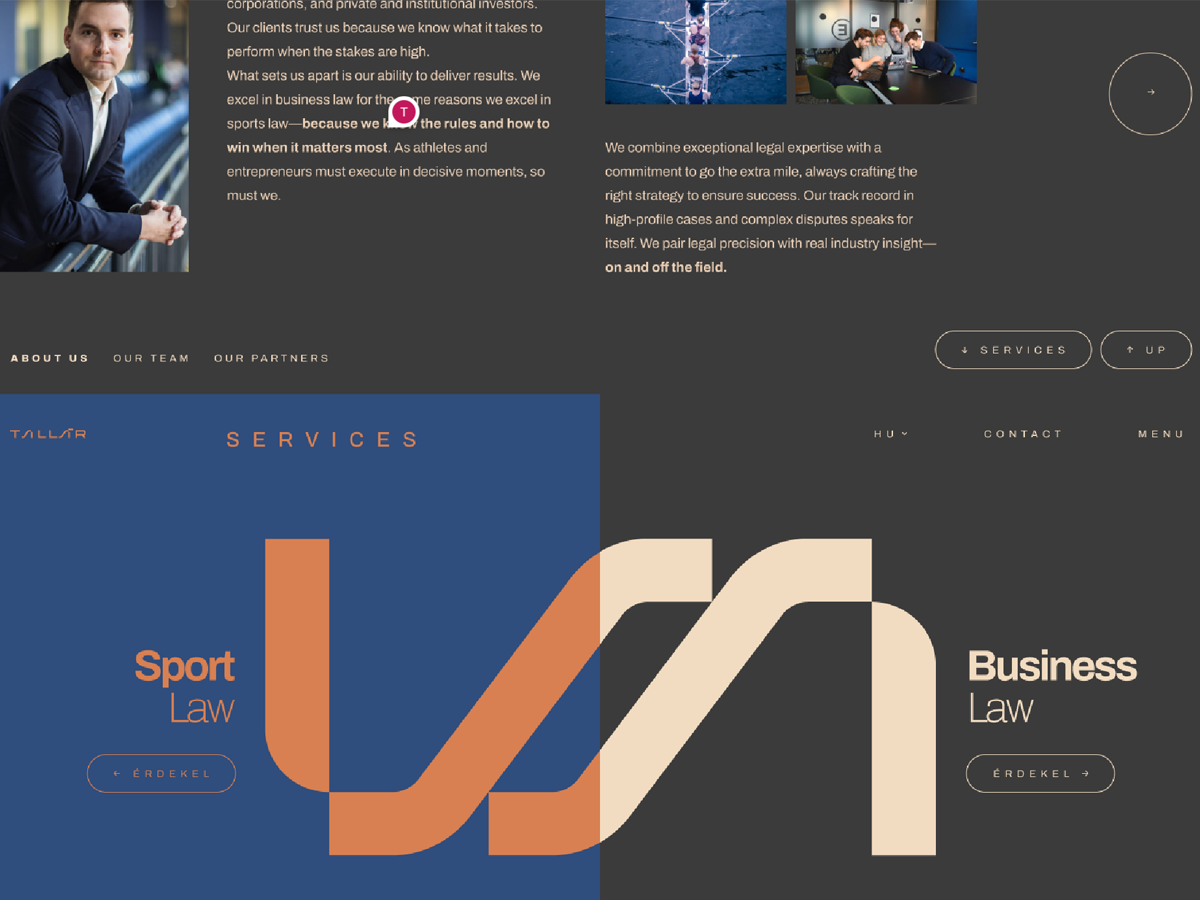 corporations, and private and institutional investors.
Our clients trust us because we know what it takes to
perform when the stakes are high.
What sets us apart is our ability to deliver results. We
excel in business law for the same reasons we excel in
sports law—because we know the rules and how to
win when it matters most. As athletes and
entrepreneurs must execute in decisive moments, so
must we.
T
We combine exceptional legal expertise with a
commitment to go the extra mile, always crafting the
right strategy to ensure success. Our track record in
high-profile cases and complex disputes speaks for
itself. We pair legal precision with real industry insight—
on and off the field.
→
ABOUT US OUR TEAM OUR PARTNERS
↓ SERVICES ↑ UP
TALLÁR SERVICES HU CONTACT MENU
Sport
Law
← ÉRDEKEL
Business
Law
ÉRDEKEL →